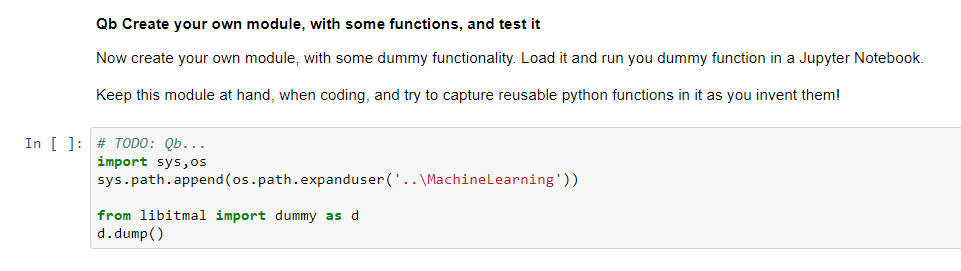 Qb Create your own module, with some functions, and test it
Now create your own module, with some dummy functionality. Load it and run you dummy function in a Jupyter Notebook.
Keep this module at hand, when coding, and try to capture reusable python functions in it as you invent them!
In [ ]: # TODO: Qb...
import sys,os
sys.path.append(os.path.expanduser('..\MachineLearning'))
from libitmal import dummy as d
d.dump()